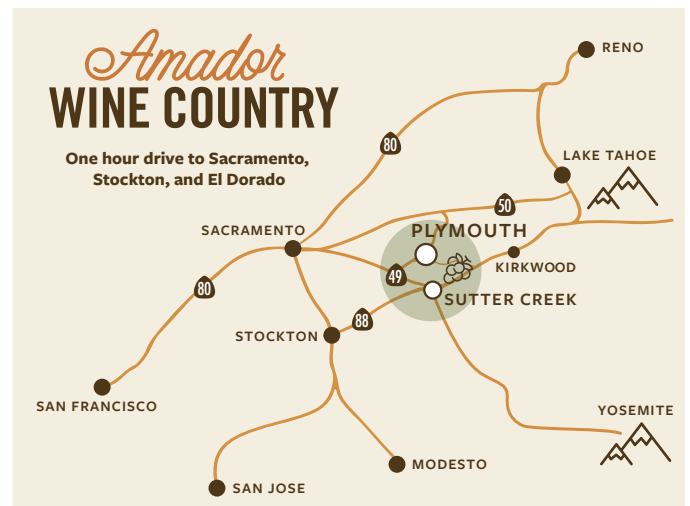 Amador
WINE COUNTRY
One hour drive to Sacramento,
Stockton, and El Dorado
RENO
80
LAKE TAHOE
50
SACRAMENTO
PLYMOUTH
KIRKWOOD
49
80
SUTTER CREEK
88
STOCKTON
SAN FRANCISCO
YOSEMITE
MODESTO
SAN JOSE